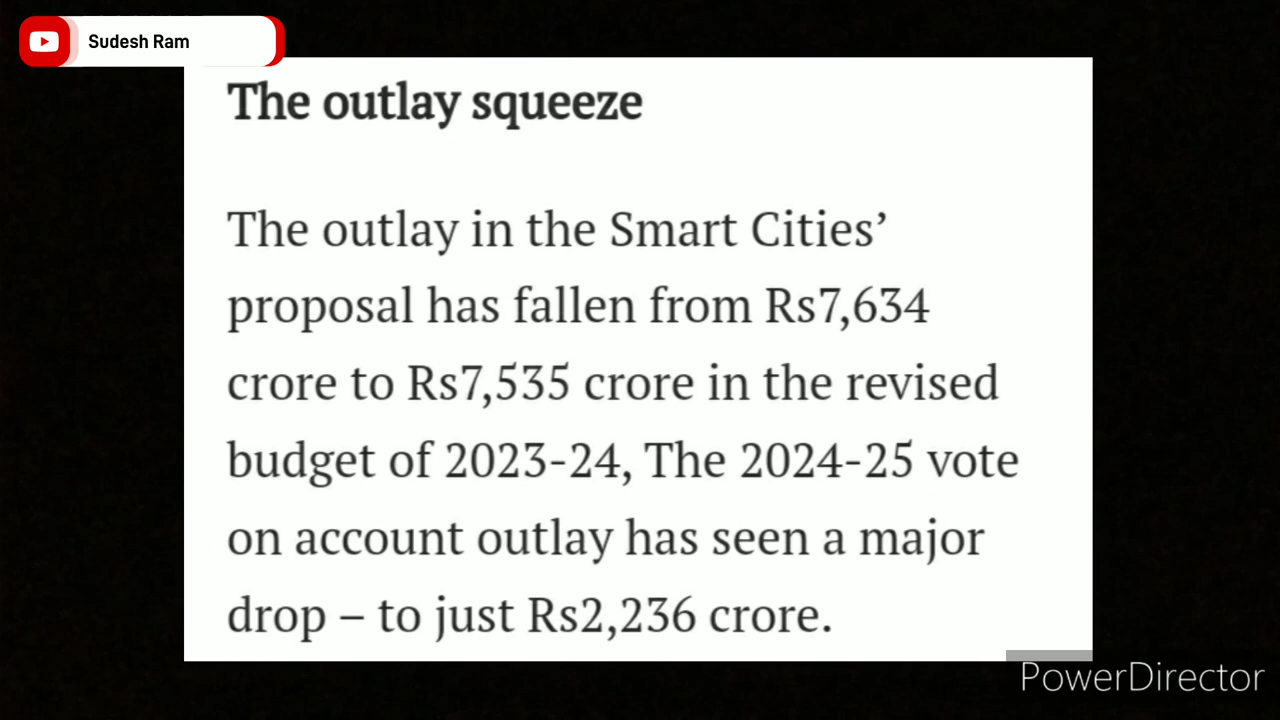 Sudesh Ram
The outlay squeeze
The outlay in the Smart Cities’
proposal has fallen from Rs7,634
crore to Rs7,535 crore in the revised
budget of 2023-24, The 2024-25 vote
on account outlay has seen a major
drop – to just Rs2,236 crore.
PowerDirector